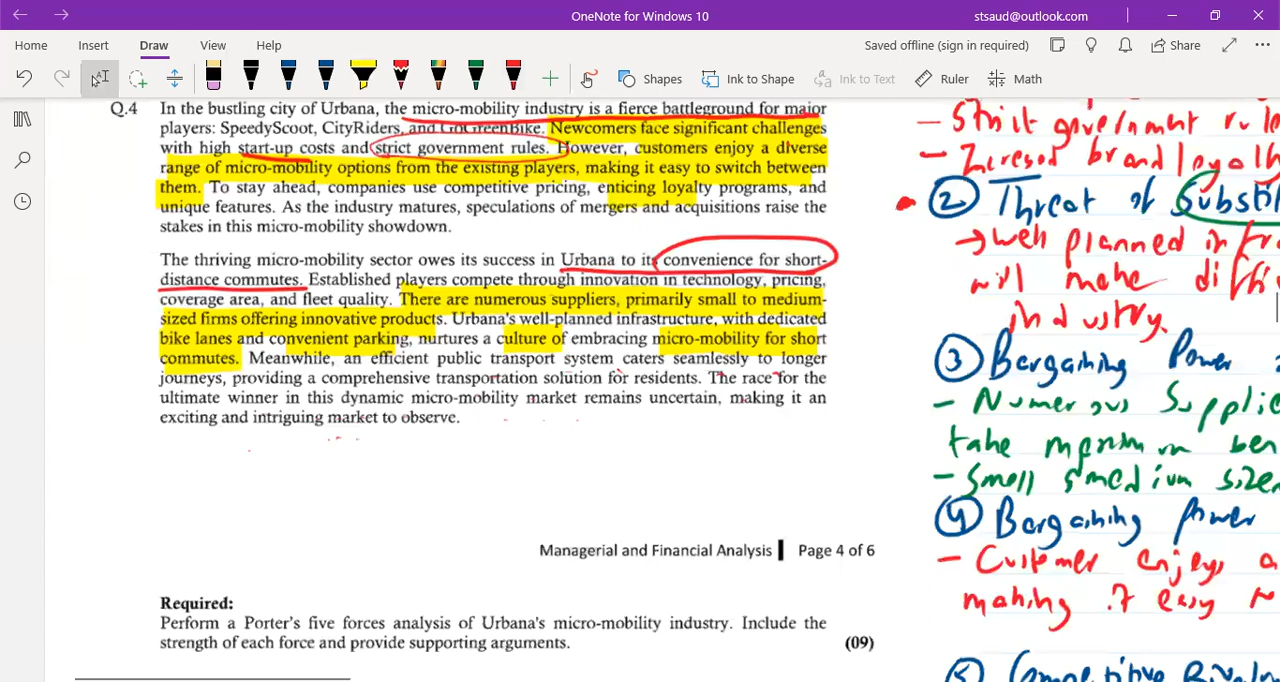 OneNote for Windows 10
stsaud@outlook.com
Home Insert Draw View Help
Saved offline (sign in required)
Share
Shapes
Ink to Shape
Ink to Text
Ruler
Math
Q.4 In the bustling city of Urbana, the micro-mobility industry is a fierce battleground for major
players: SpeedyScoot, CityRiders, and GoGreenBike. Newcomers face significant challenges
with high start-up costs and strict government rules. However, customers enjoy a diverse
range of micro-mobility options from the existing players, making it easy to switch between
them. To stay ahead, companies use competitive pricing, enticing loyalty programs, and
unique features. As the industry matures, speculations of mergers and acquisitions raise the
stakes in this micro-mobility showdown.
The thriving micro-mobility sector owes its success in Urbana to its convenience for short-
distance commutes. Established players compete through innovation in technology, pricing,
coverage area, and fleet quality. There are numerous suppliers, primarily small to medium-
sized firms offering innovative products. Urbana's well-planned infrastructure, with dedicated
bike lanes and convenient parking, nurtures a culture of embracing micro-mobility for short
commutes. Meanwhile, an efficient public transport system caters seamlessly to longer
journeys, providing a comprehensive transportation solution for residents. The race for the
ultimate winner in this dynamic micro-mobility market remains uncertain, making it an
exciting and intriguing market to observe.
Managerial and Financial Analysis Page 4 of 6
Required:
Perform a Porter's five forces analysis of Urbana's micro-mobility industry. Include the
strength of each force and provide supporting arguments. (09)
- Strict government rul
brand loyalt
② Threat of Substi
→ well planned infra
will make diffi
industry.
③ Bargaining Power
- Numerous Supplie
take ben
- Small & medium size
④ Bargaining power
- Customer enjoys a
making it easy
⑤ Competitive Rival